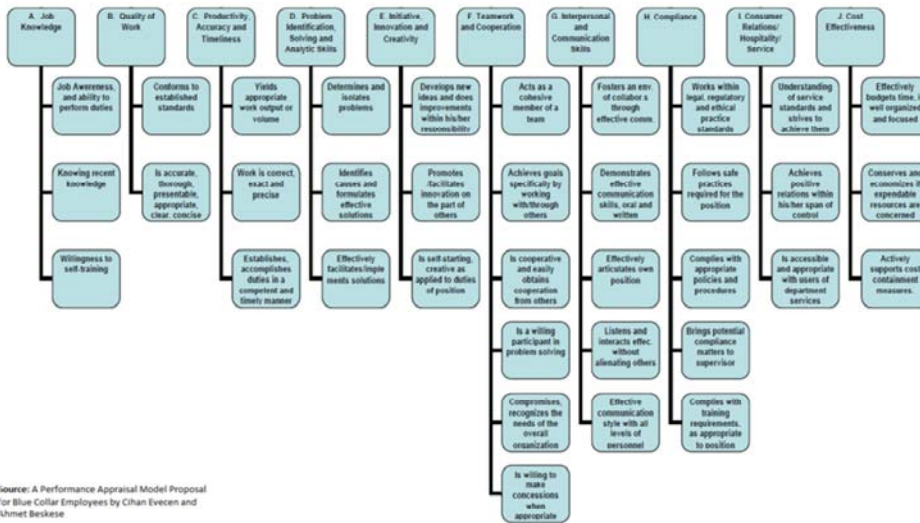 A. Job
Knowledge
B. Quality of
Work
C. Productivity,
Accuracy and
Timeliness
D. Problem
Identification,
Solving and
Analytic Skills
E. Initiative,
Innovation and
Creativity
F. Teamwork
and Cooperation
G. Interpersonal
and
Communication
Skills
H. Compliance
I. Consumer
Relations/
Hospitality/
Service
J. Cost
Effectiveness
Job Awareness,
and ability to
perform duties
Conforms to
established
standards
Yields
appropriate
work output or
volume
Determines and
isolates
problems
Develops new
ideas and does
improvements
within his/her
responsibility
Acts as a
cohesive
member of a
team
Fosters an env.
of collabor.s
through
effective comm.
Works within
legal, regulatory
and ethical
practice
standards
Understanding
of service
standards and
strives to
achieve them
Effectively
budgets time, i
well organized
and focused
Knowing recent
knowledge
Is accurate,
thorough,
presentable,
appropriate,
clear. concise
Work is correct,
exact and
precise
Identifies
causes and
formulates
effective
solutions
Promotes
/facilitates
innovation on
the part of
others
Achieves goals
specifically by
working
with/through
others
Demonstrates
effective
communication
skills, oral and
written
Follows safe
practices
required for the
position
Achieves
positive
relations within
his/her span of
control
Conserves and
economizes if
expendable
resources are
concerned
Willingness to
self-training
Establishes,
accomplishes
duties in a
competent and
timely manner
Effectively
facilitates/imple
ments solutions
Is self-starting,
creative as
applied to duties
of position
Is cooperative
and easily
obtains
cooperation
from others
Effectively
articulates own
position
Complies with
appropriate
policies and
procedures
Is accessible
and appropriate
with users of
department
services
Actively
supports cost
containment
measures.
Is a willing
participant in
problem solving
Listens and
interacts effec.
without
alienating others
Brings potential
compliance
matters to
supervisor
Compromises,
recognizes the
needs of the
overall
organization
Effective
communication
style with all
levels of
personnel
Complies with
training
requirements,
as appropriate
to position
Is willing to
make
concessions
when
appropriate
Source: A Performance Appraisal Model Proposal
for Blue Collar Employees by Cihan Evecen and
Ahmet Beskese